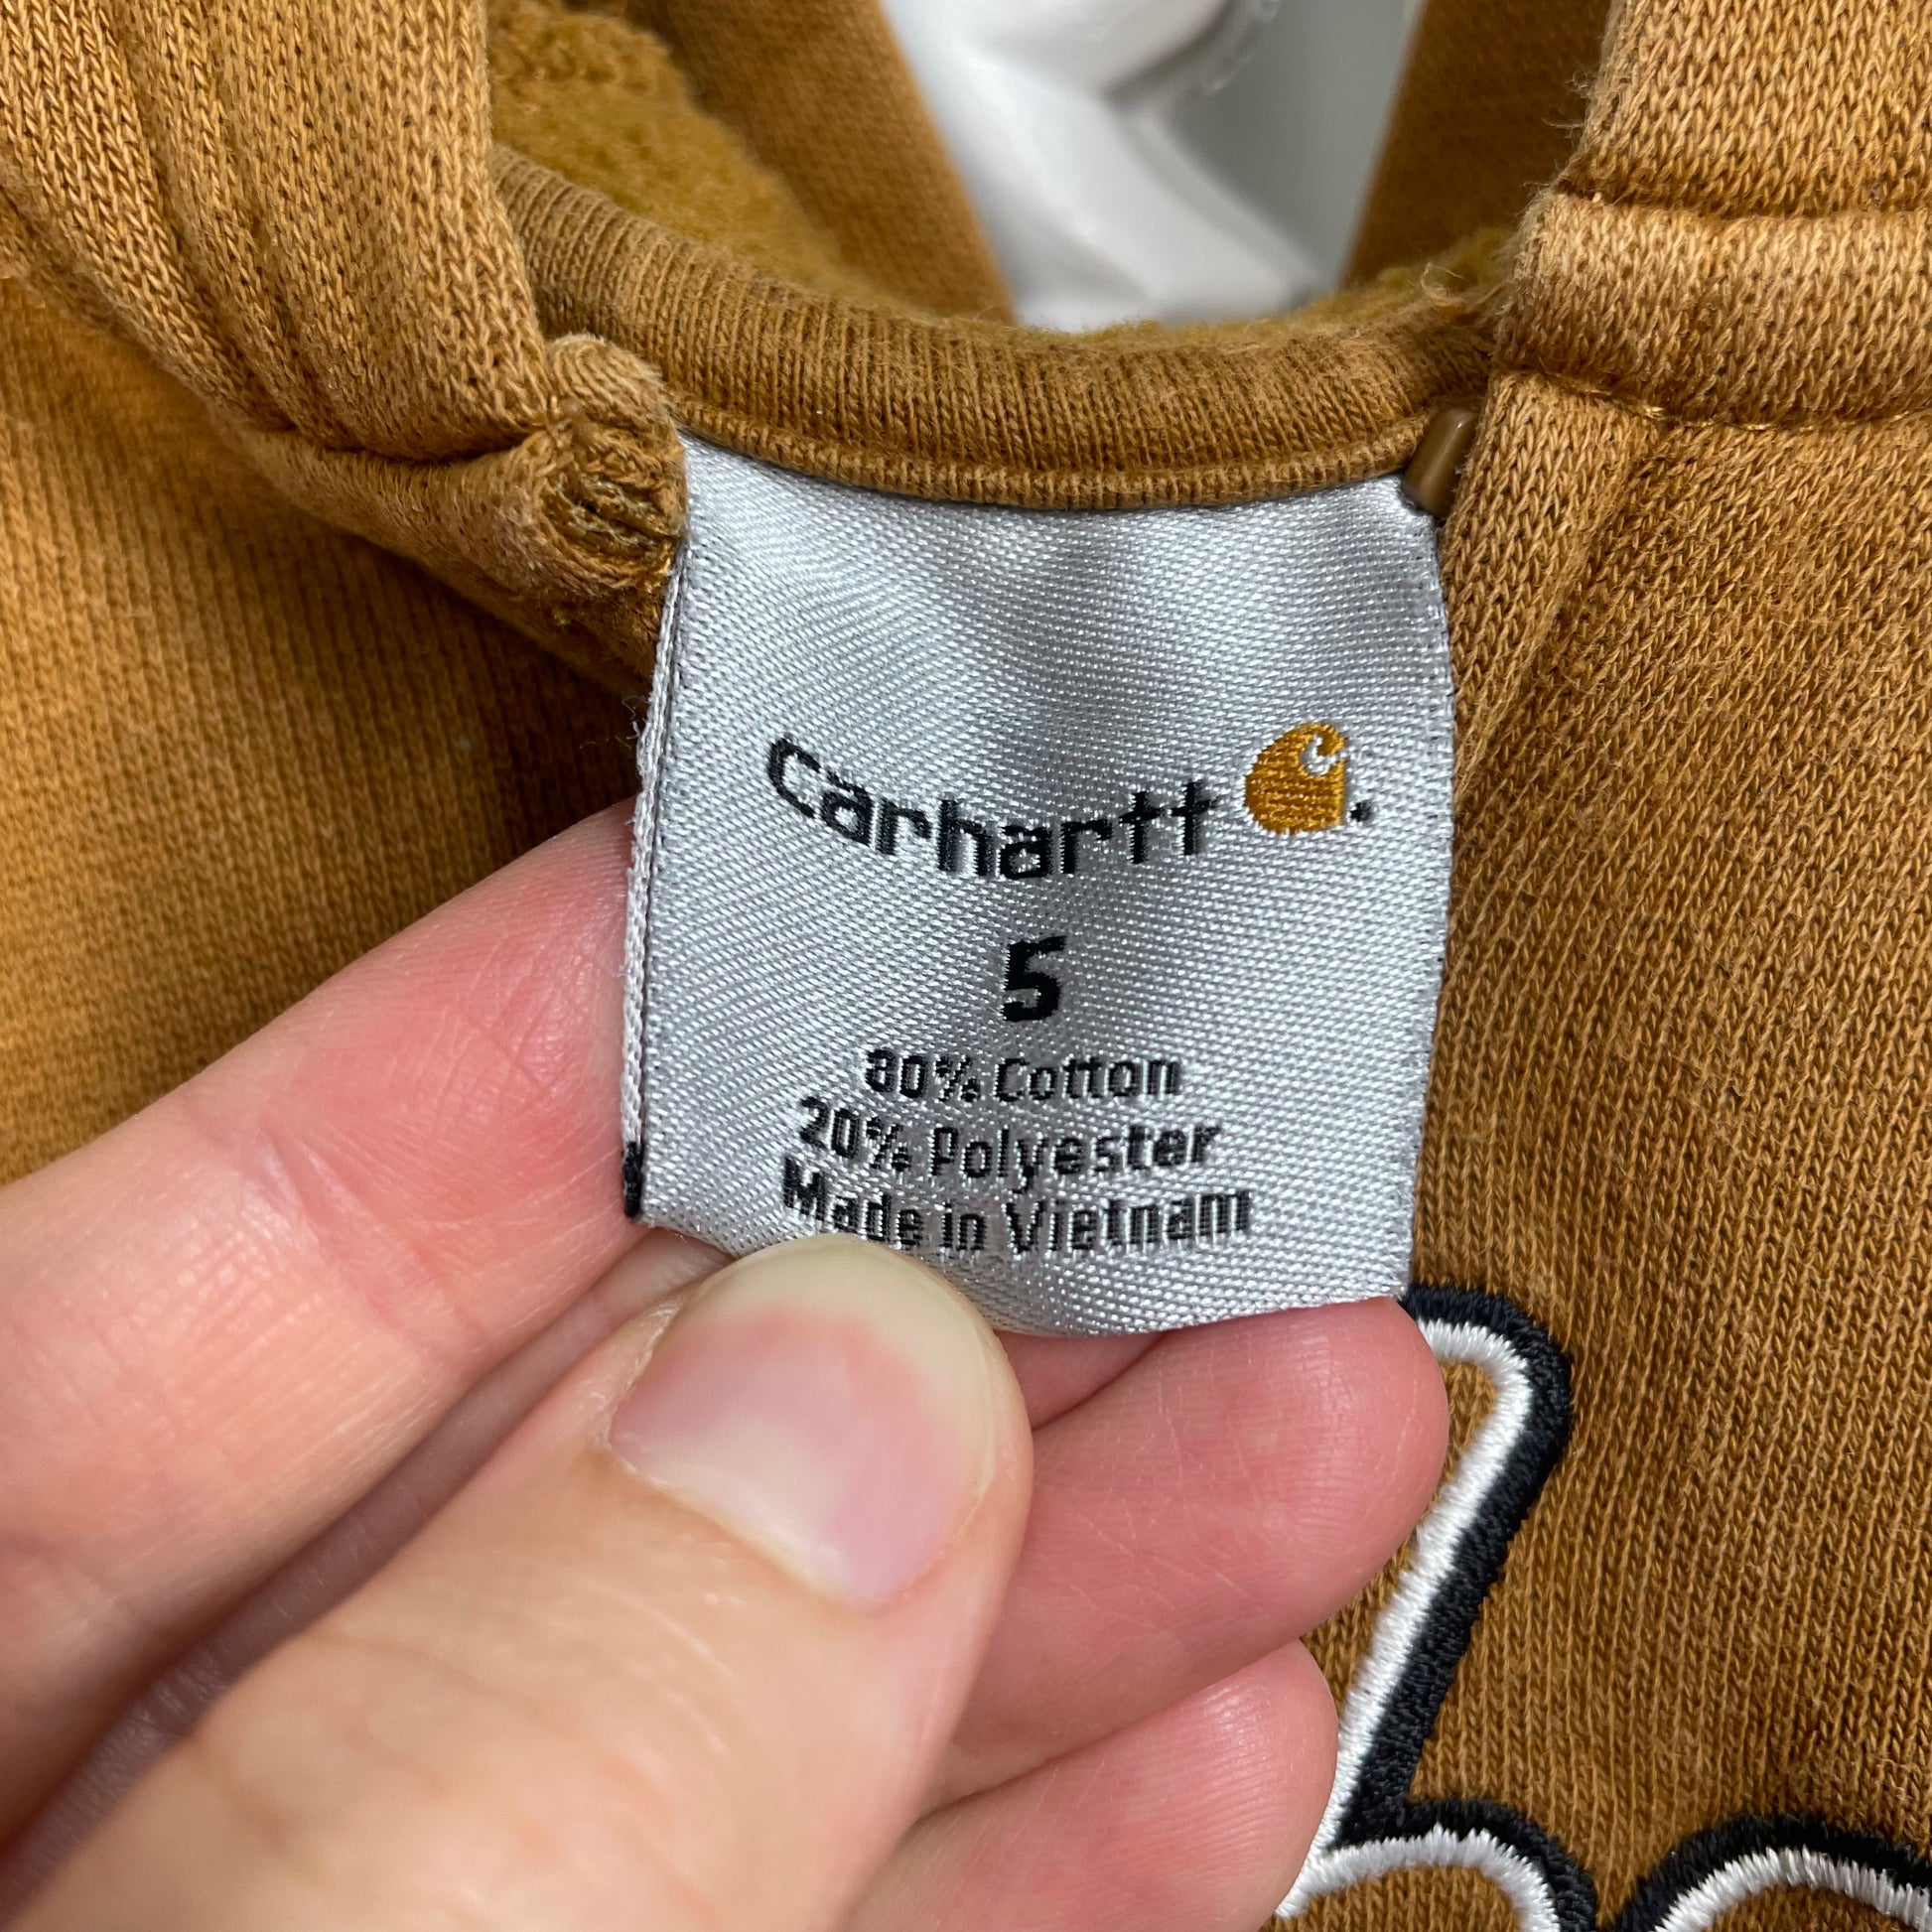 Carhartt
5
80% Cotton
20% Polyester
Made in Vietnam